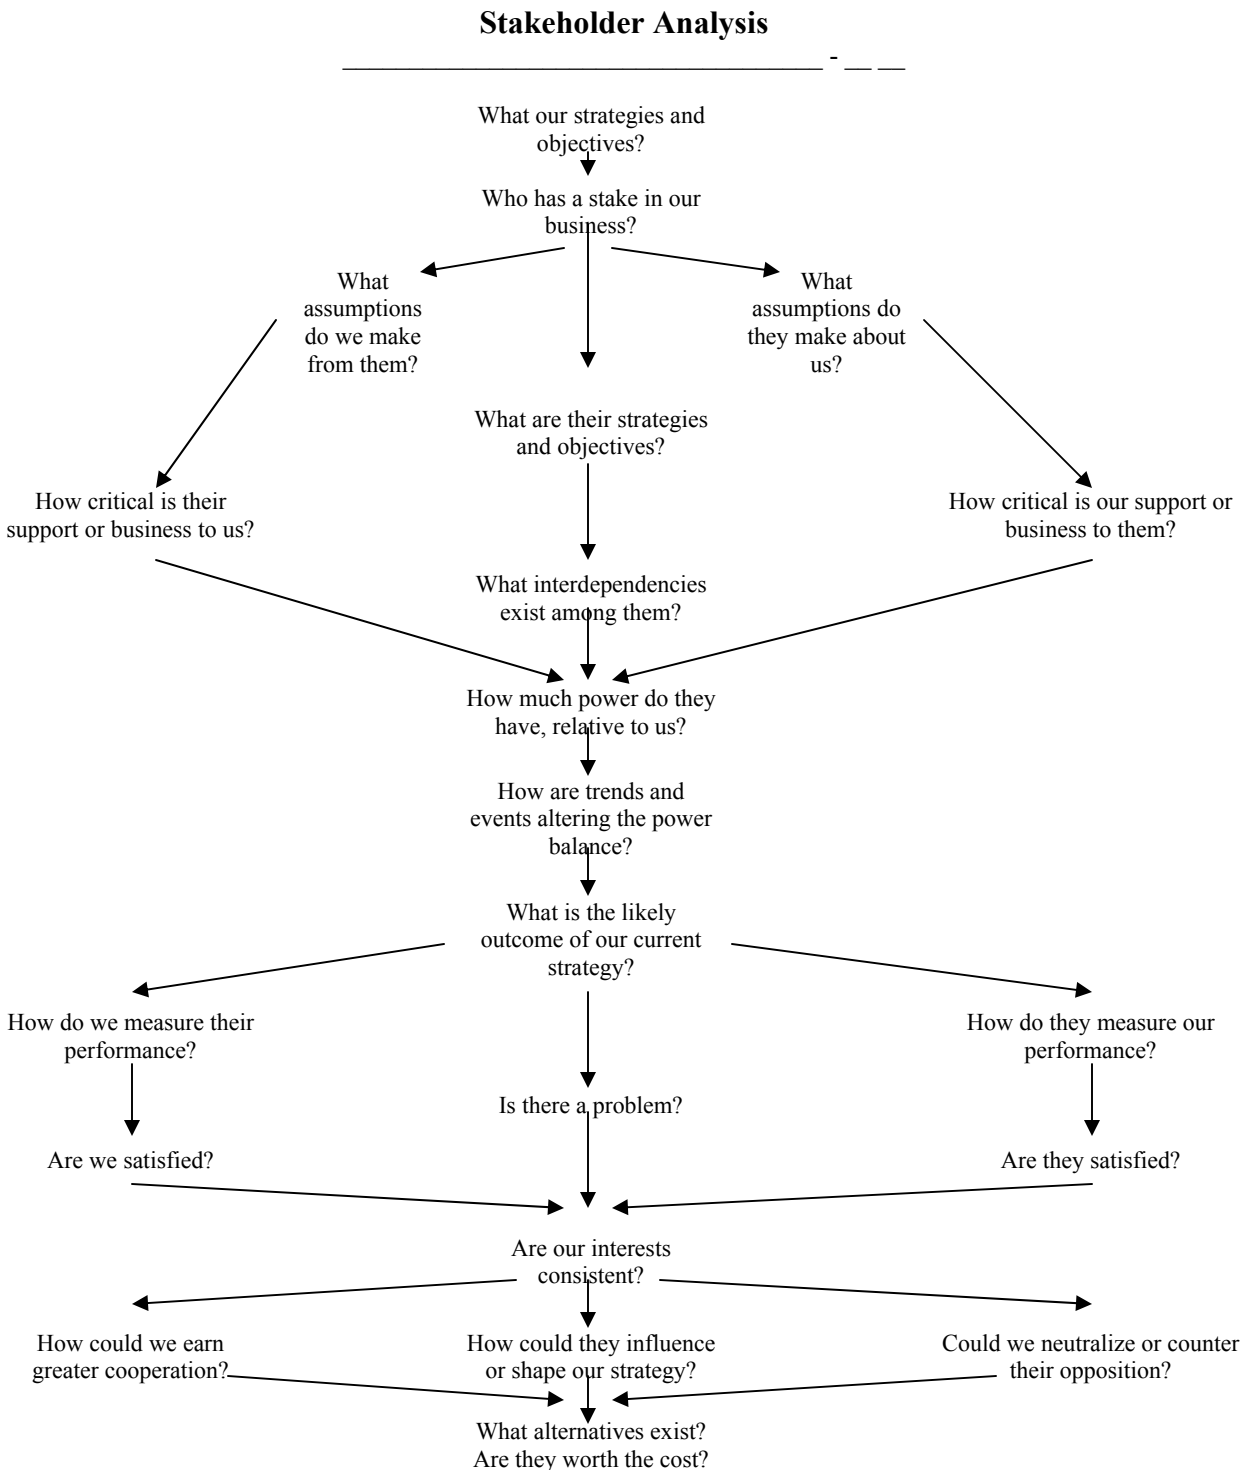 Stakeholder Analysis
________________________________________ - __ __
What our strategies and
objectives?
Who has a stake in our
business?
What
assumptions
do we make
from them?
What
assumptions do
they make about
us?
What are their strategies
and objectives?
How critical is their
support or business to us?
How critical is our support or
business to them?
What interdependencies
exist among them?
How much power do they
have, relative to us?
How are trends and
events altering the power
balance?
What is the likely
outcome of our current
strategy?
How do we measure their
performance?
How do they measure our
performance?
Is there a problem?
Are we satisfied?
Are they satisfied?
Are our interests
consistent?
How could we earn
greater cooperation?
How could they influence
or shape our strategy?
Could we neutralize or counter
their opposition?
What alternatives exist?
Are they worth the cost?